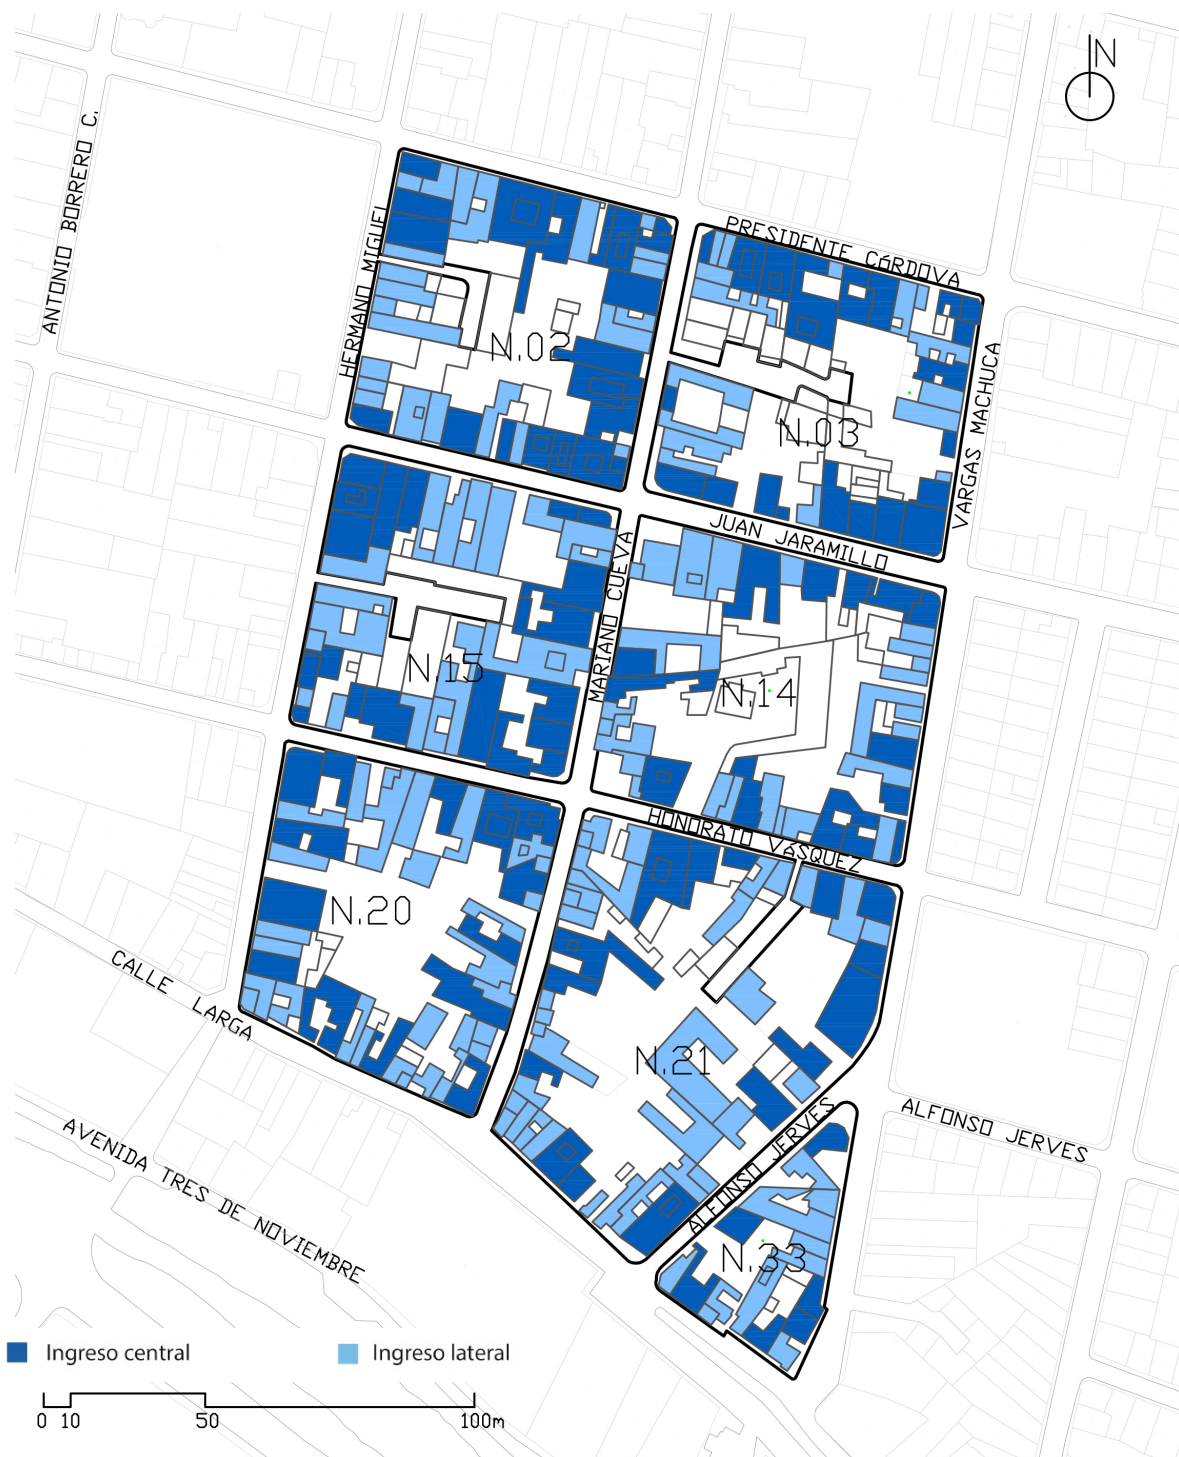 N
ANTONIO BORRERO C.
HERMANO MIGUEL
PRESIDENTE CóRDOVA
N.02
N.03
VARGAS MACHUCA
JUAN JARAMILLO
MARIANO CUEVA
N.15
N.14
HONORATO VáSQUEZ
N.20
CALLE LARGA
N.21
ALFONSO JERVES
ALFONSO JERVES
AVENIDA TRES DE NOVIEMBRE
N.33
Ingreso central
Ingreso lateral
0 10 50 100m